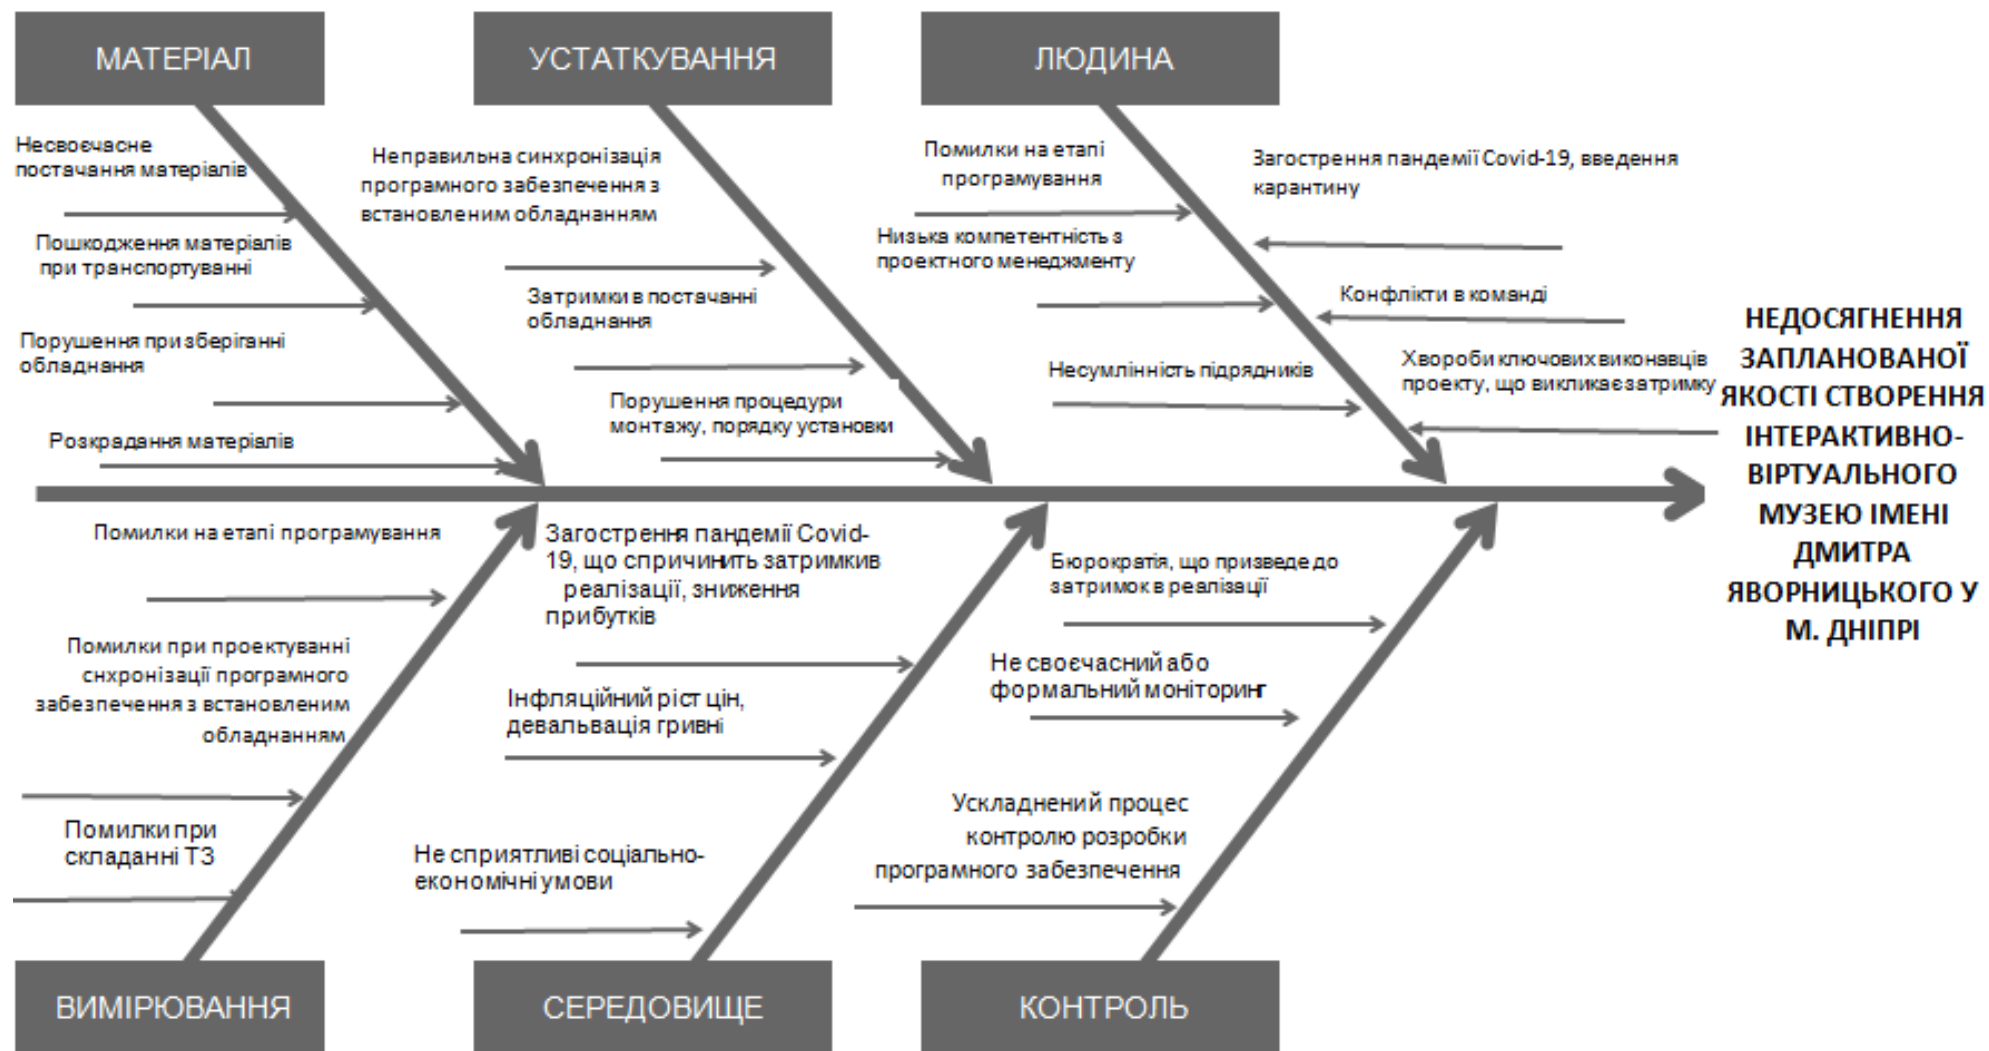 МАТЕРІАЛ
УСТАТКУВАННЯ
ЛЮДИНА
Несвоєчасне
постачання матеріалів
Пошкодження матеріалів
при транспортуванні
Порушення при зберіганні
обладнання
Розкрадання матеріалів
Неправильна синхронізація
програмного забезпечення з
встановленим обладнанням
Затримки в постачанні
обладнання
Порушення процедури
монтажу, порядку установки
Помилки на етапі
програмування
Низька компетентність з
проектного менеджменту
Несумлінність підрядників
Загострення пандемії Covid-19, введення
карантину
Конфлікти в команді
Хвороби ключових виконавців
проекту, що викликає затримку
НЕДОСЯГНЕННЯ
ЗАПЛАНОВАНОЇ
ЯКОСТІ СТВОРЕННЯ
ІНТЕРАКТИВНО-
ВІРТУАЛЬНОГО
МУЗЕЮ ІМЕНІ
ДМИТРА
ЯВОРНИЦЬКОГО У
М. ДНІПРІ
Помилки на етапі програмування
Помилки при проектуванні
снхронізації програмного
забезпечення з встановленим
обладнанням
Помилки при
складанні ТЗ
Загострення пандемії Covid-
19, що спричинить затримкив
реалізації, зниження
прибутків
Інфляційний ріст цін,
девальвація гривні
Не сприятливі соціально-
економічні умови
Бюрократія, що призведе до
затримок в реалізації
Не своєчасний або
формальний моніторинг
Ускладнений процес
контролю розробки
програмного забезпечення
ВИМІРЮВАННЯ
СЕРЕДОВИЩЕ
КОНТРОЛЬ